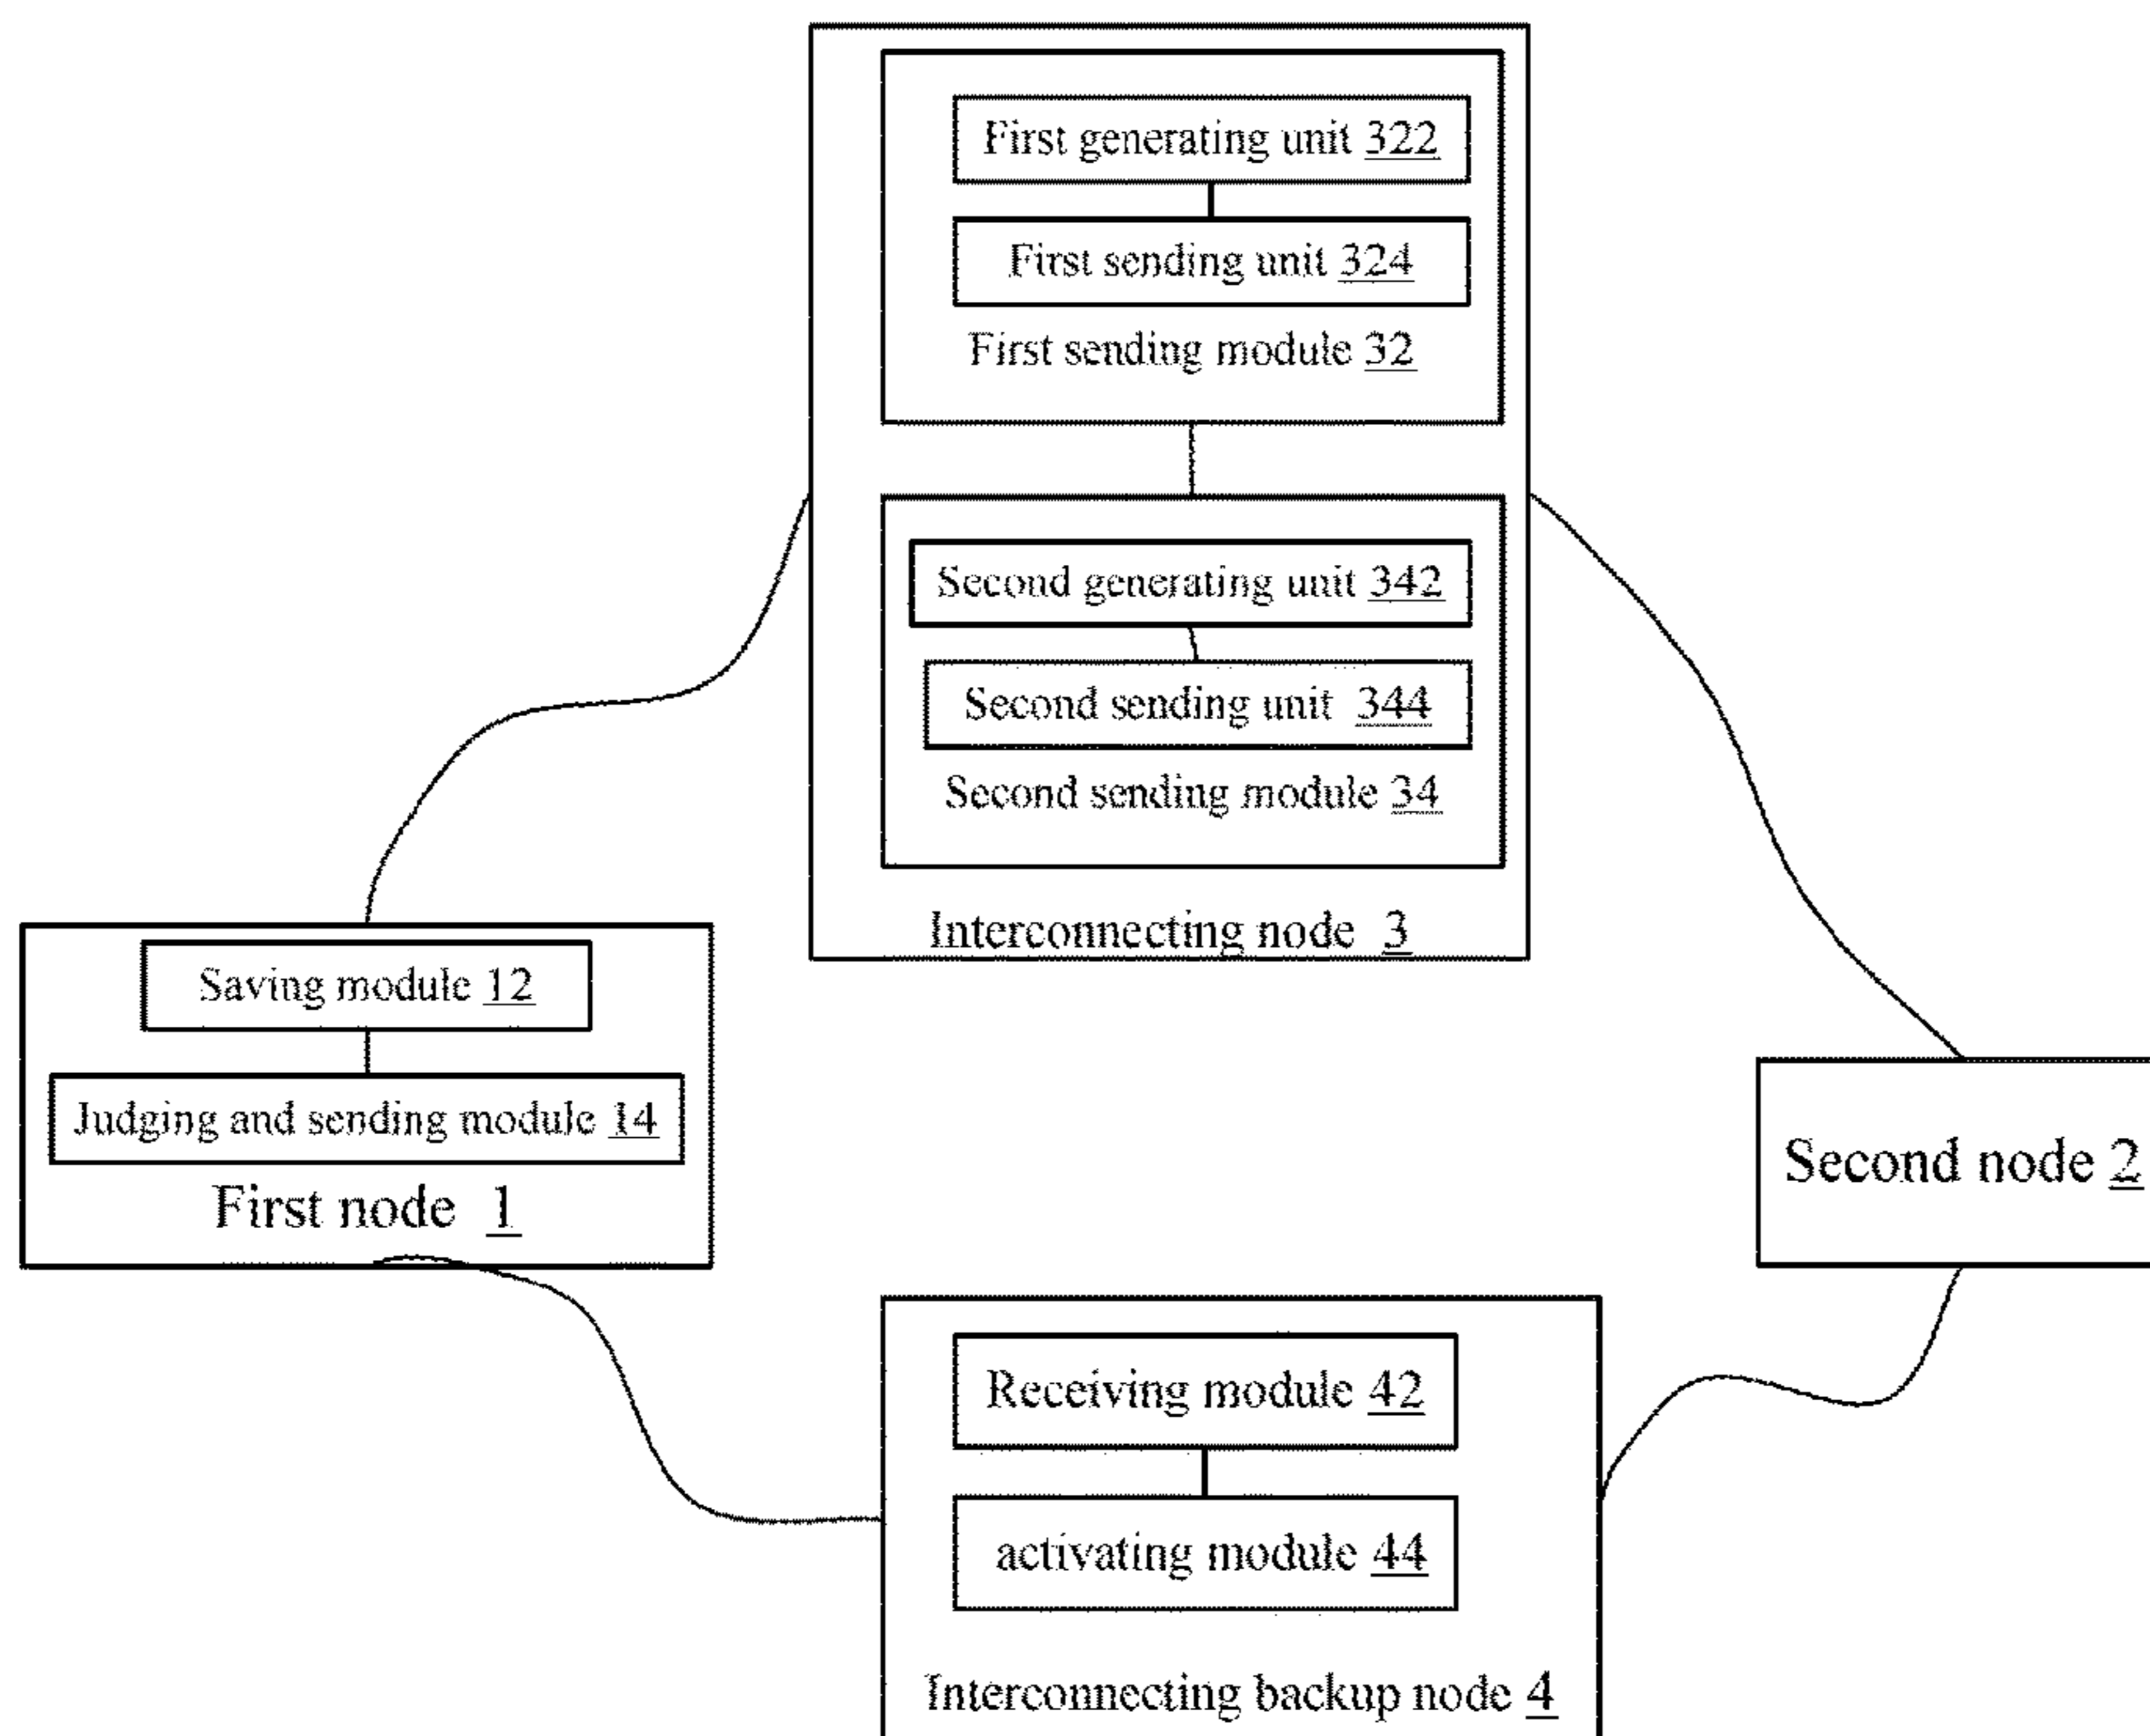 First generating unit 322
First sending unit 324
First sending module 32
Second generating unit 342
Second sending unit 344
Second sending module 34
Interconnecting node 3
Saving module 12
Judging and sending module 14
First node 1
Second node 2
Receiving module 42
activating module 44
Interconnecting backup node 4